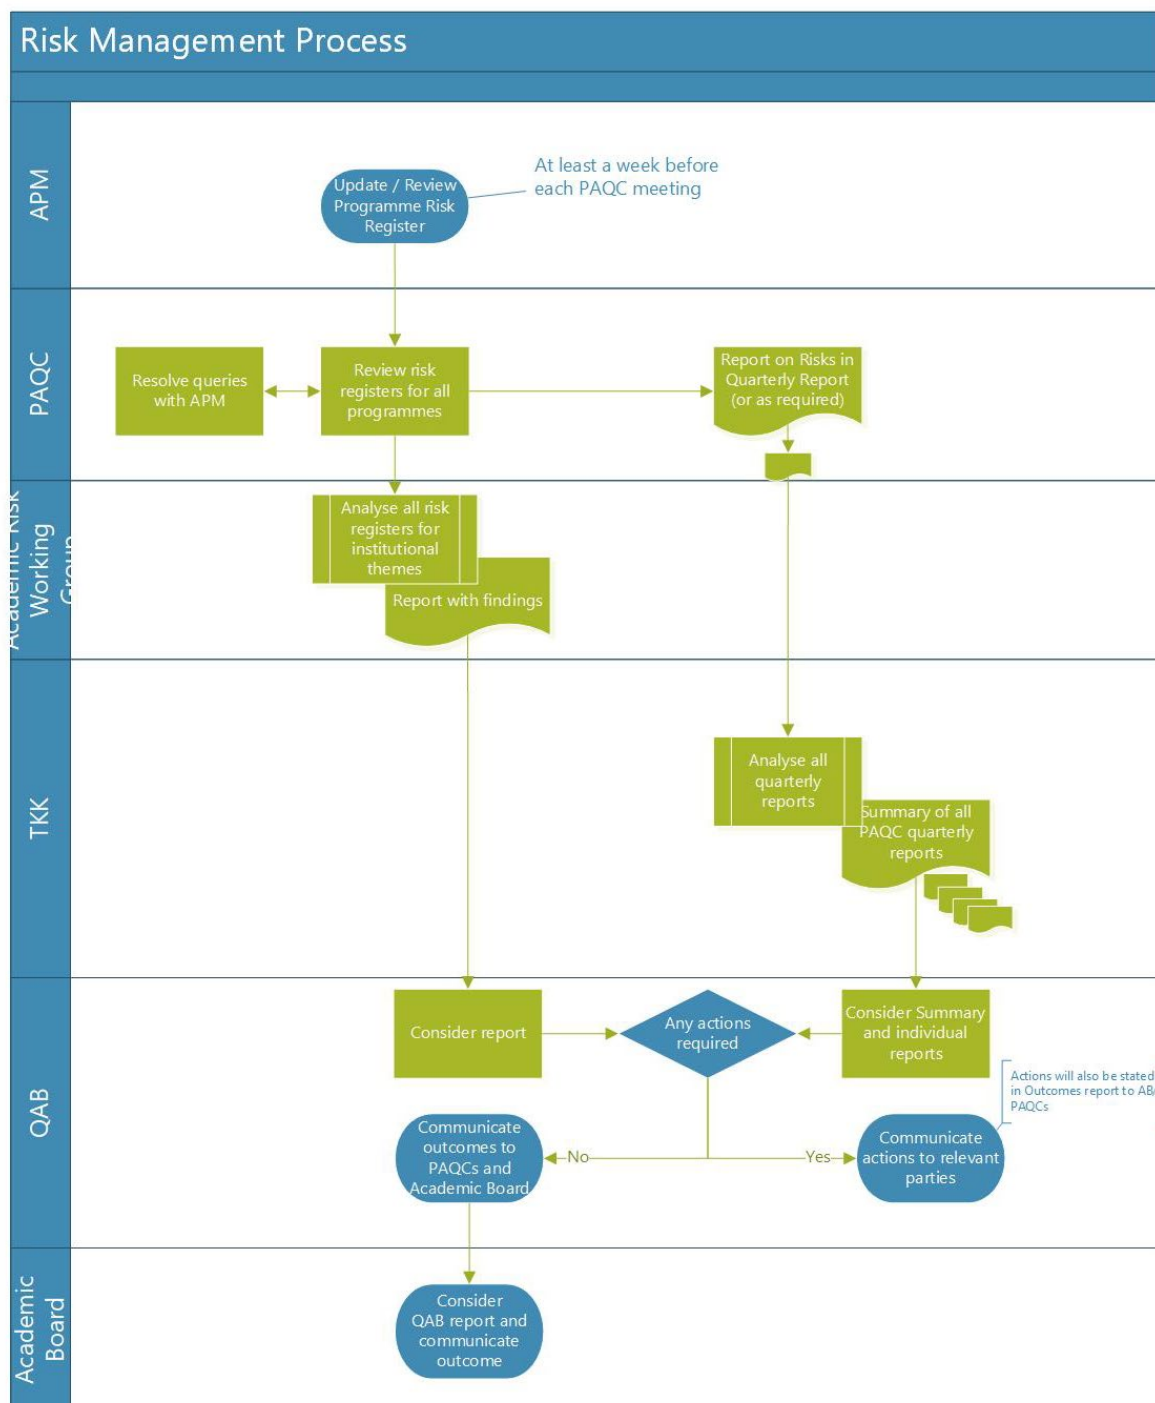 Risk Management Process
APM
Update / Review
Programme Risk
Register
At least a week before
each PAQC meeting
PAQC
Resolve queries
with APM
Review risk
registers for all
programmes
Report on Risks in
Quarterly Report
(or as required)
Academic Risk
Working
Group
Analyse all risk
registers for
institutional
themes
Report with findings
TKK
Analyse all
quarterly
reports
Summary of all
PAQC quarterly
reports
QAB
Consider report
Any actions
required
Consider Summary
and individual
reports
Actions will also be stated
in Outcomes report to AB/
PAQCs
Communicate
outcomes to
PAQCs and
Academic Board
No
Yes
Communicate
actions to relevant
parties
Academic
Board
Consider
QAB report and
communicate
outcome